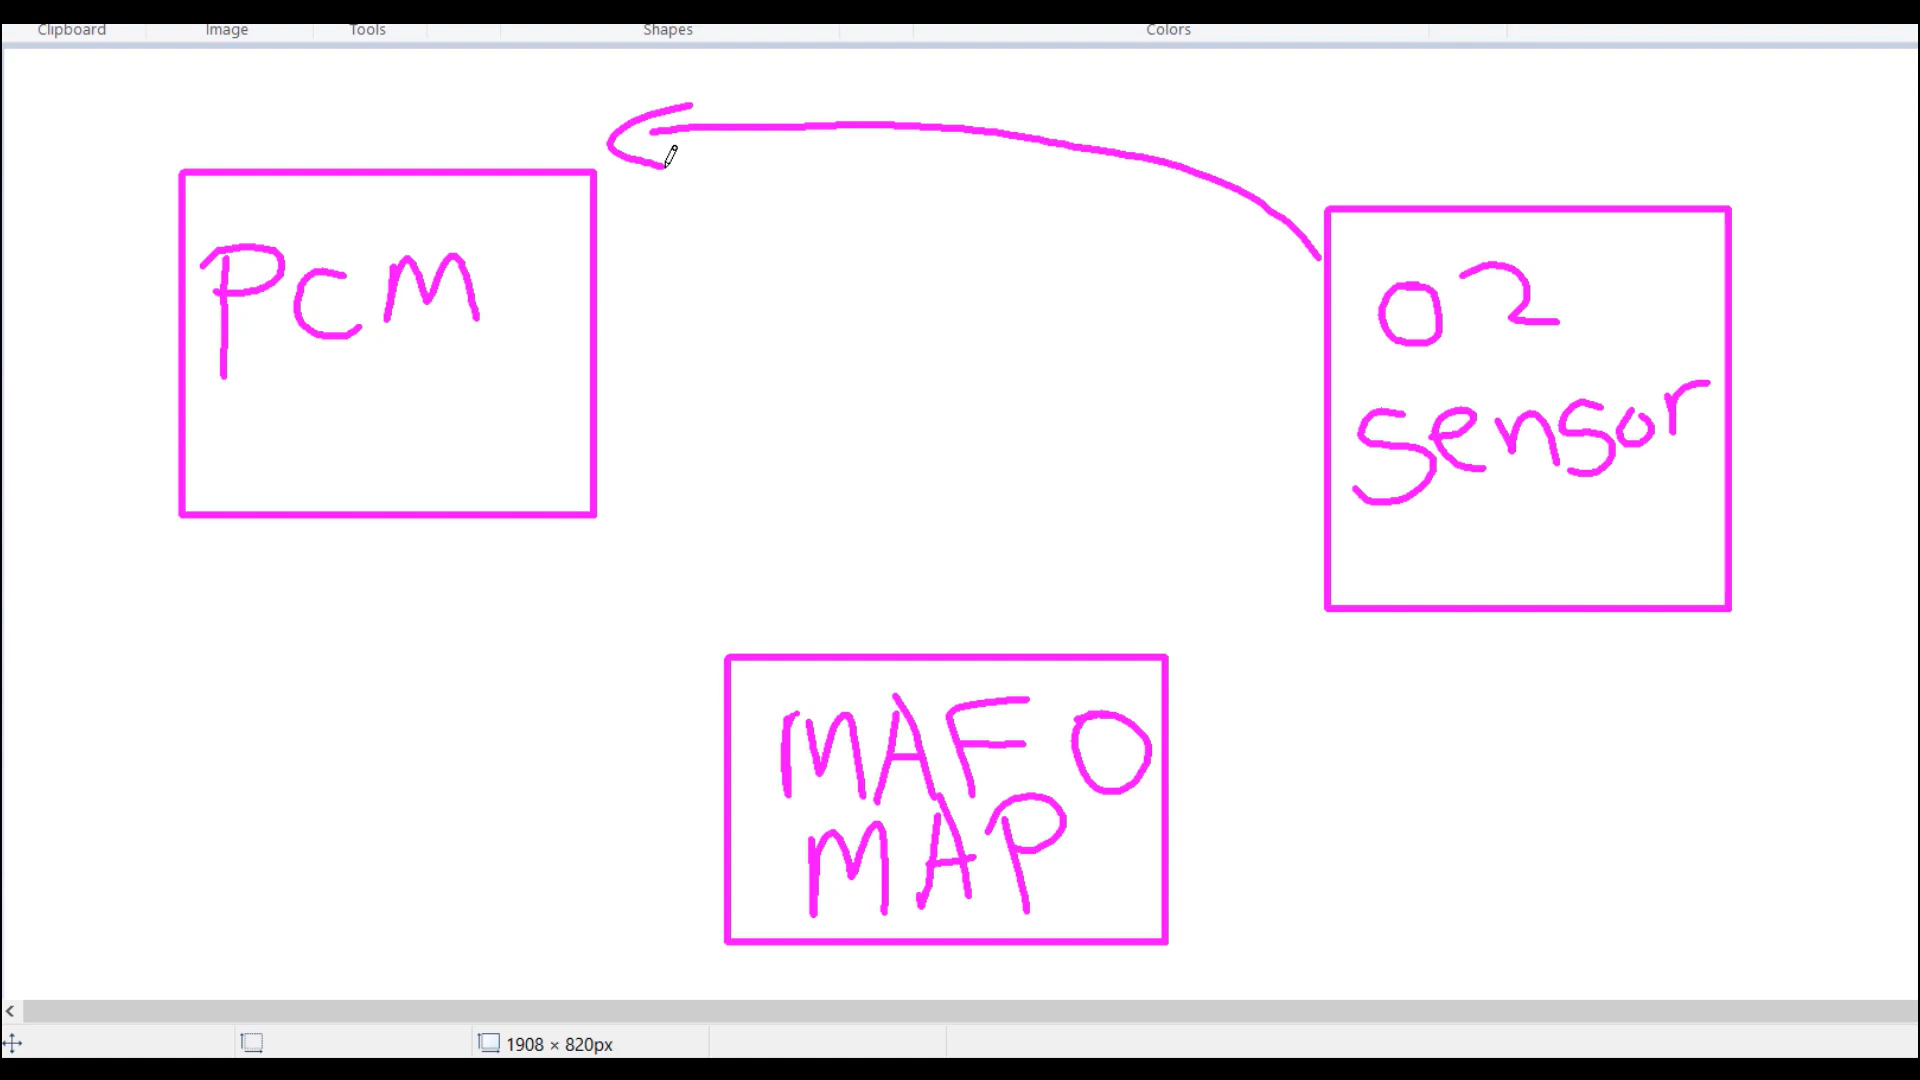 Clipboard
Image
Tools
Shapes
Colors
PCM
O2
sensor
MAF O
MAP
1908 × 820px